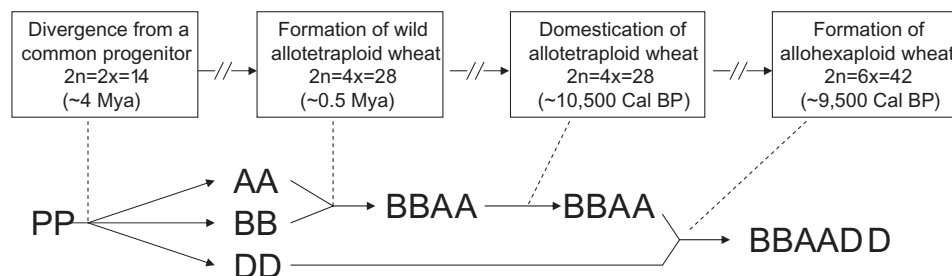 Divergence from a
common progenitor
2n=2x=14
(~4 Mya)
Formation of wild
allotetraploid wheat
2n=4x=28
(~0.5 Mya)
Domestication of
allotetraploid wheat
2n=4x=28
(~10,500 Cal BP)
Formation of
allohexaploid wheat
2n=6x=42
(~9,500 Cal BP)
PP
AA
BB
DD
BBAA
BBAA
BBAADD